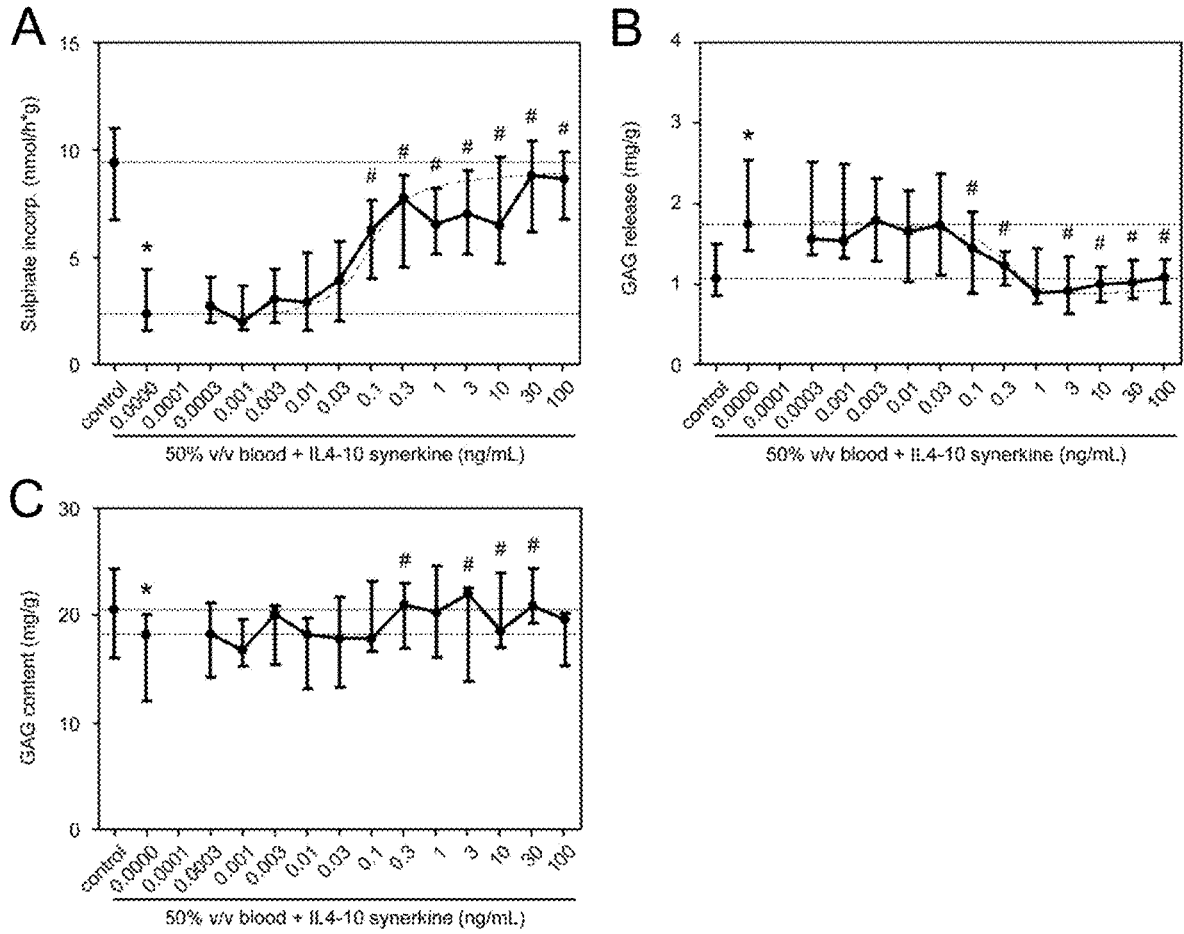 A
15
10
5
0
Sulphate incorp. (nmol/h*g)
*
# # # # # # #
control 0.0000 0.0001 0.0003 0.001 0.003 0.01 0.03 0.1 0.3 1 3 10 30 100
50% v/v blood + IL4-10 synerkine (ng/mL)
B
4
3
2
1
0
GAG release (mg/g)
*
# # # # # #
control 0.0000 0.0001 0.0003 0.001 0.003 0.01 0.03 0.1 0.3 1 3 10 30 100
50% v/v blood + IL4-10 synerkine (ng/mL)
C
30
20
10
0
GAG content (mg/g)
*
# # # #
control 0.0000 0.0001 0.0003 0.001 0.003 0.01 0.03 0.1 0.3 1 3 10 30 100
50% v/v blood + IL4-10 synerkine (ng/mL)